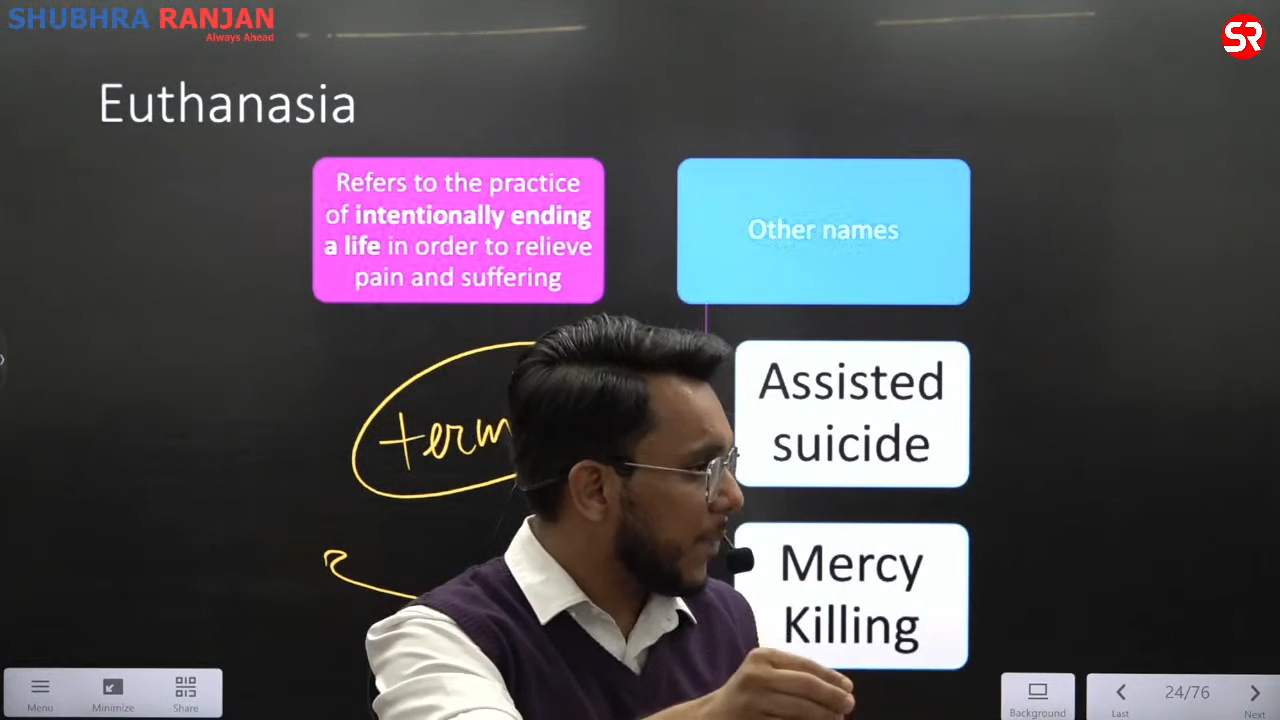 SHUBHRA RANJAN
Always Ahead
SR
Euthanasia
Refers to the practice
of intentionally ending
a life in order to relieve
pain and suffering
Other names
Assisted
suicide
Mercy
Killing
Menu
Minimize
Share
Background
Last
24/76
Next